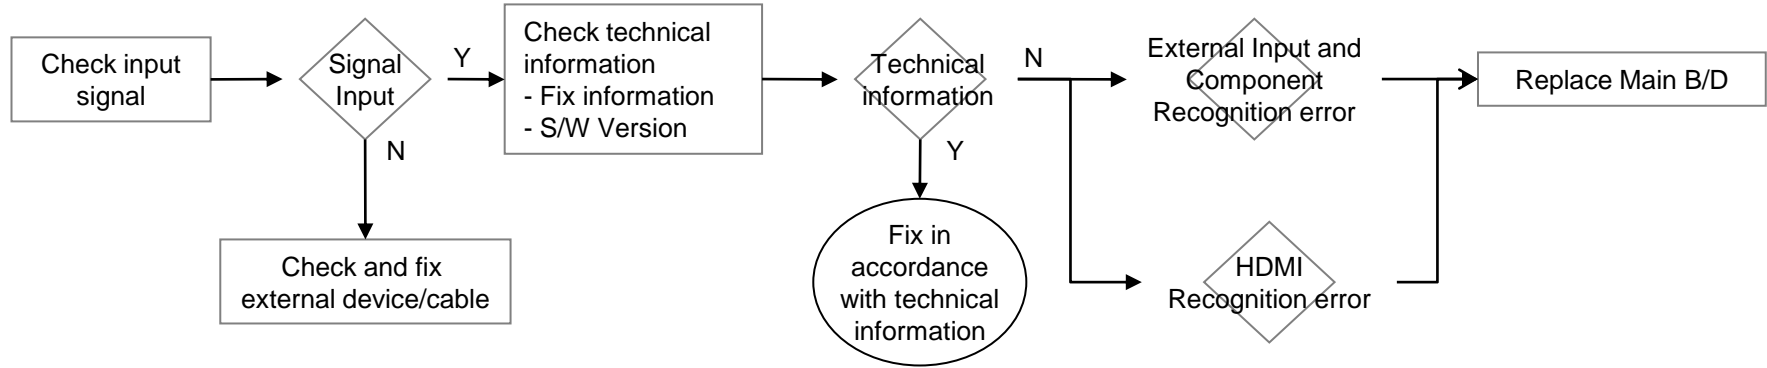 Check input
signal
Signal
Input
Y
N
Check and fix
external device/cable
Check technical
information
- Fix information
- S/W Version
Technical
information
N
Y
Fix in
accordance
with technical
information
External Input and
Component
Recognition error
HDMI
Recognition error
Replace Main B/D